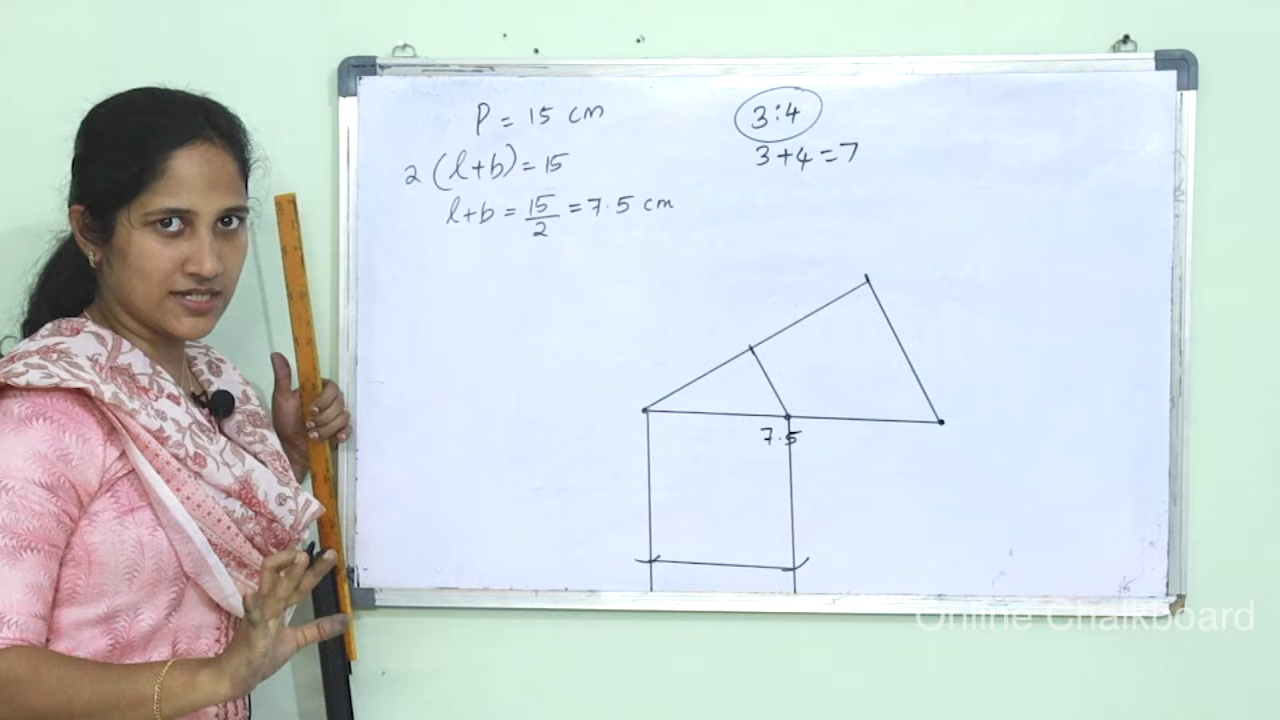 P = 15 cm
2 (l+b) = 15
l+b = 15/2 = 7.5 cm
3:4
3+4=7
7.5
Online Chalkboard